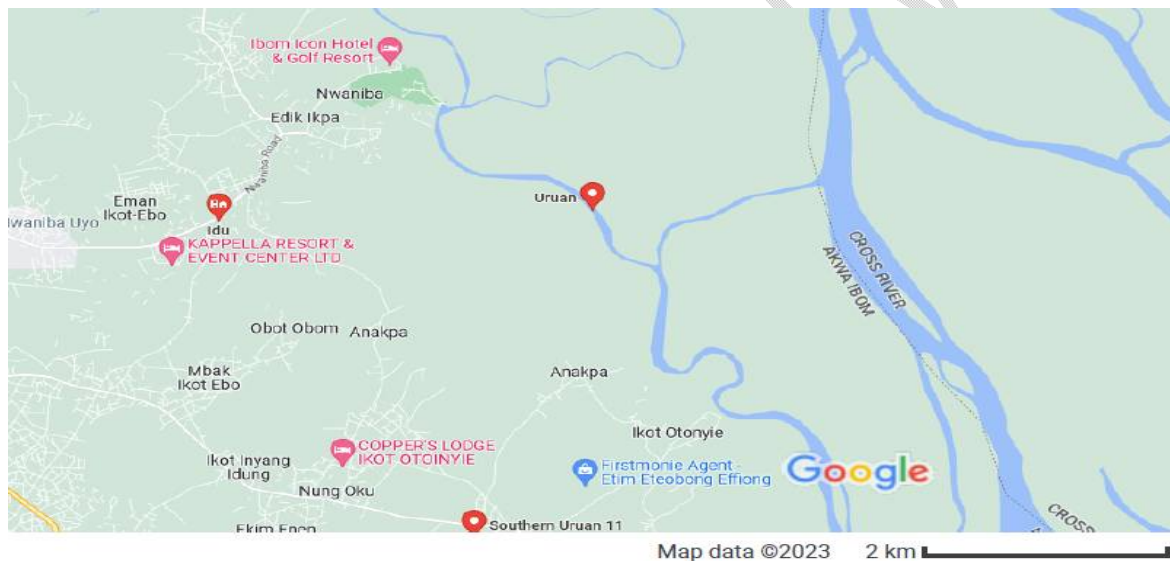 Ibom Icon Hotel
& Golf Resort
Nwaniba
Edik Ikpa
Nwaniba Road
Uruan
Eman
Ikot-Ebo
Nwaniba Uyo
Idu
KAPPELLA RESORT &
EVENT CENTER LTD
CROSS RIVER
AKWA IBOM
Obot Obom
Anakpa
Mbak
Ikot Ebo
Anakpa
Ikot Otonyie
COPPER'S LODGE
IKOT OTOINYIE
Ikot Inyang
Idung
Firstmonie Agent -
Etim Eteobong Effiong
Google
Nung Oku
Southern Uruan 11
Ekim Enen
CROSS
Map data ©2023 2 km